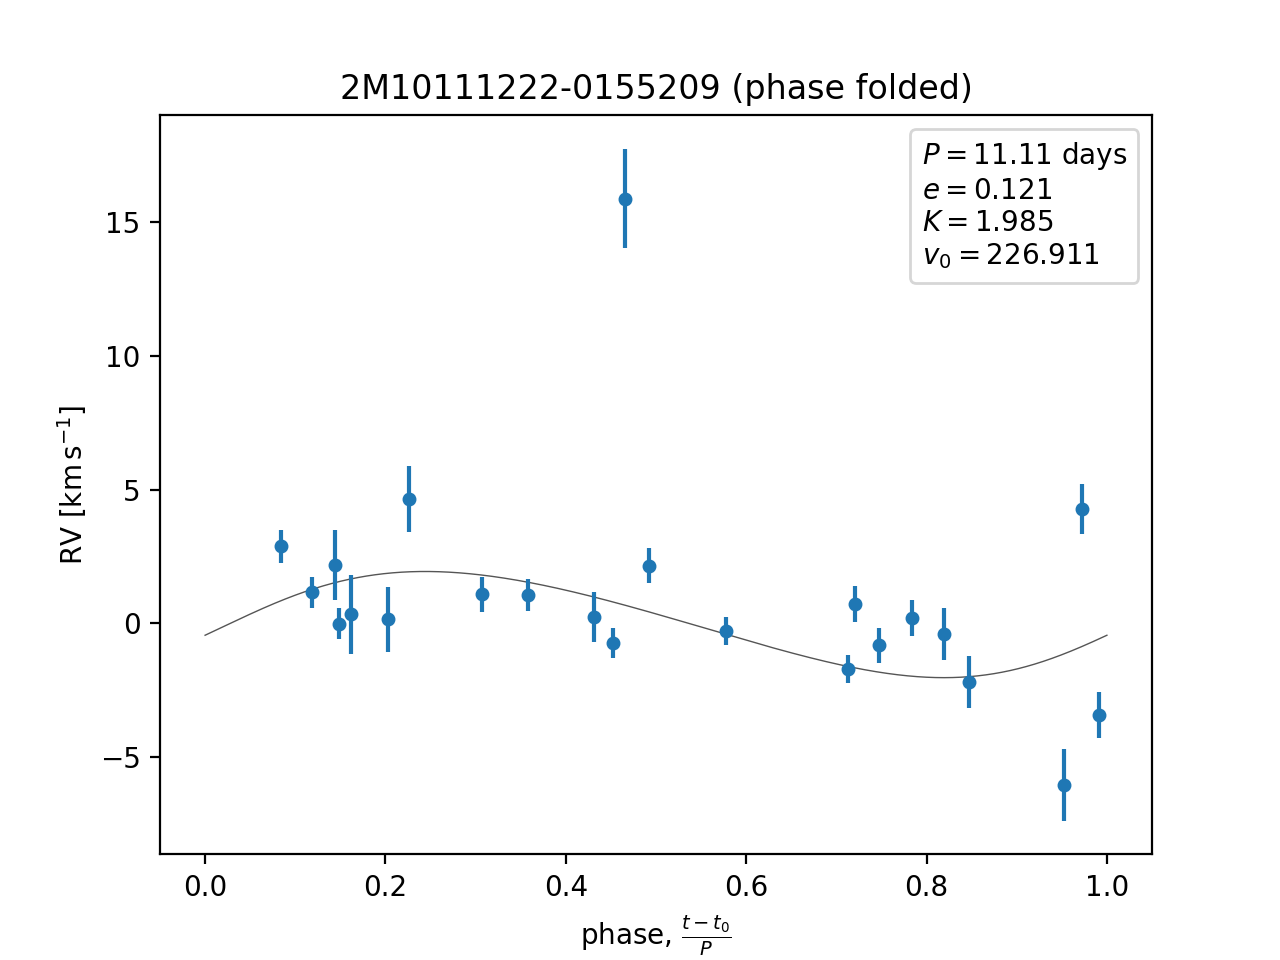 2M10111222-0155209 (phase folded)
P = 11.11 days
e = 0.121
K = 1.985
v₀ = 226.911
RV [km s⁻¹]
15
10
5
0
−5
0.0 0.2 0.4 0.6 0.8 1.0
phase, (t − t₀)/P